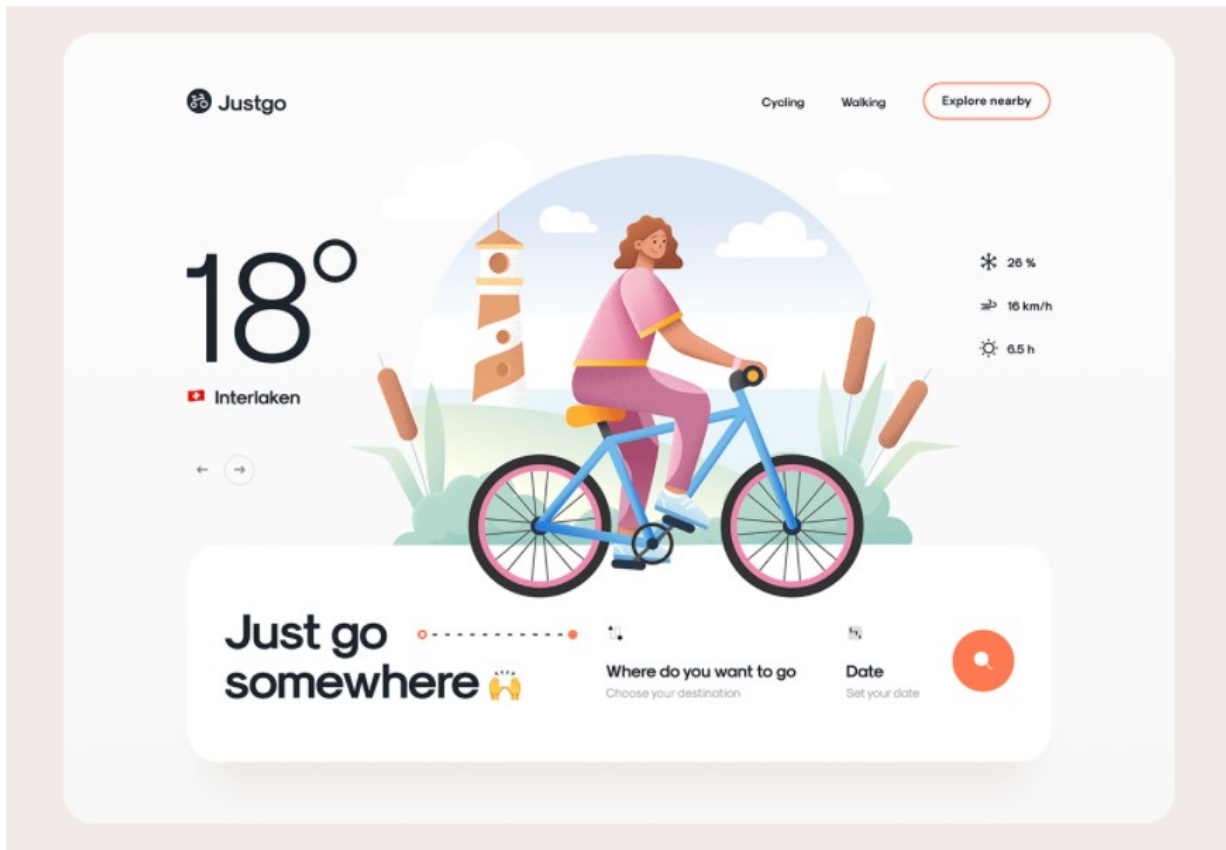 Justgo
Cycling
Walking
Explore nearby
18°
Interlaken
26 %
16 km/h
6.5 h
Just go
somewhere 🙌
Where do you want to go
Choose your destination
Date
Set your date